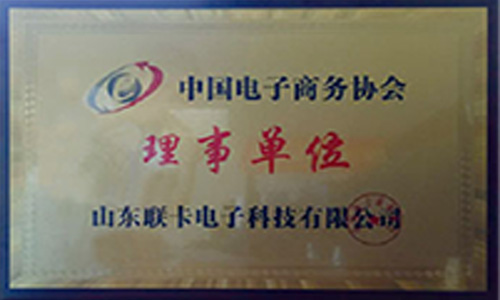 中国电子商务协会
理事单位
山东联卡电子科技有限公司